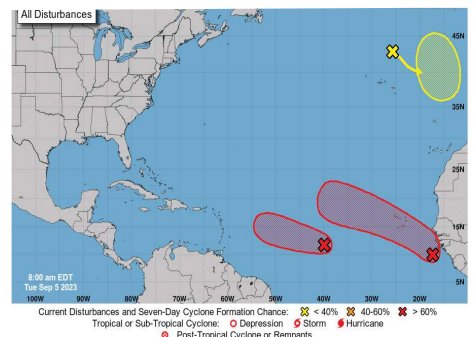 All Disturbances
45N
35N
25N
15N
5N
8:00 am EDT
Tue Sep 5 2023
100W 90W 80W 70W 60W 50W 40W 30W 20W
Current Disturbances and Seven-Day Cyclone Formation Chance: < 40% 40-60% > 60%
Tropical or Sub-Tropical Cyclone: Depression Storm Hurricane
Post-Tropical Cyclone or Remnants